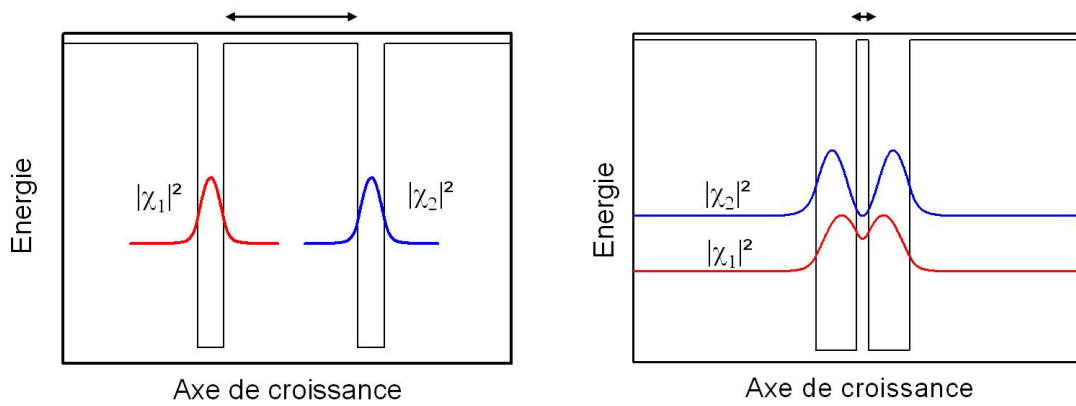 Energie
|χ₁|²
|χ₂|²
Axe de croissance
Energie
|χ₂|²
|χ₁|²
Axe de croissance